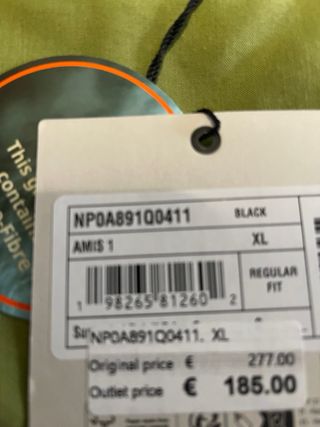 This
contain
-Fibre
NP0A891Q0411 BLACK
AMIS 1 XL
REGULAR
FIT
1 98265 81260 2
NP0A891Q0411, XL
Original price € 277.00
Outlet price € 185.00